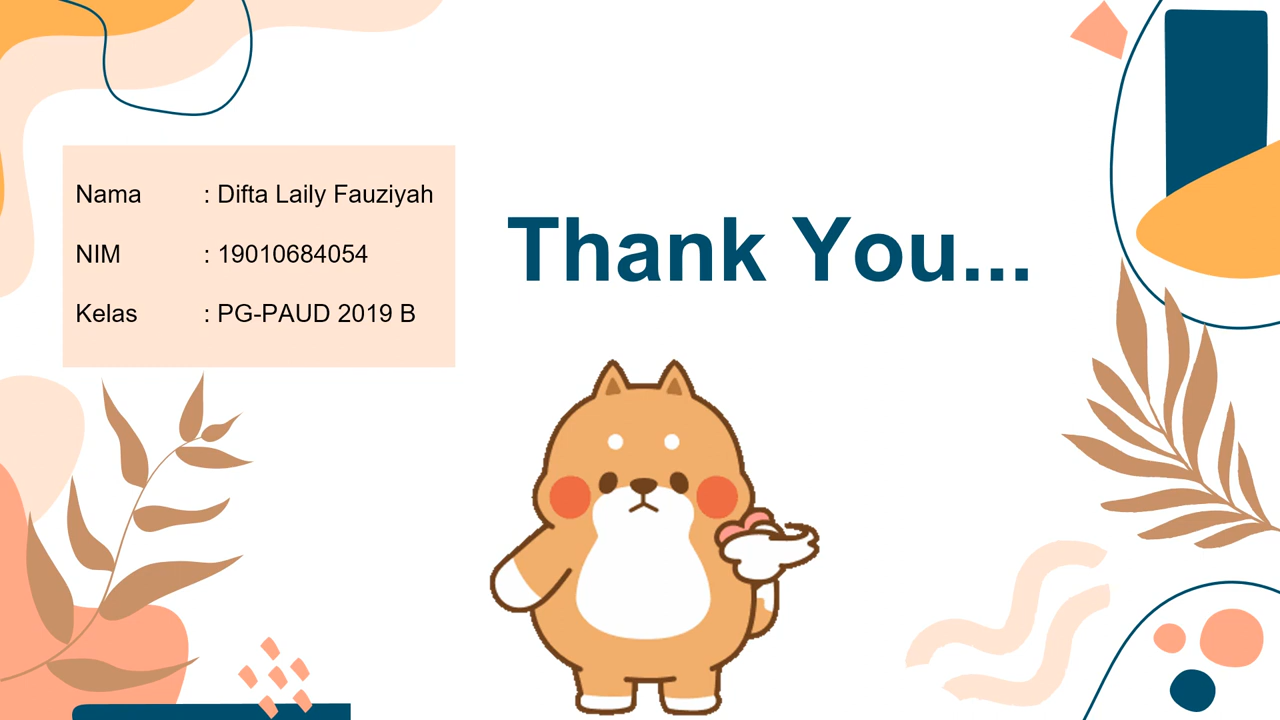 Nama : Difta Laily Fauziyah
NIM : 19010684054
Kelas : PG-PAUD 2019 B
Thank You...